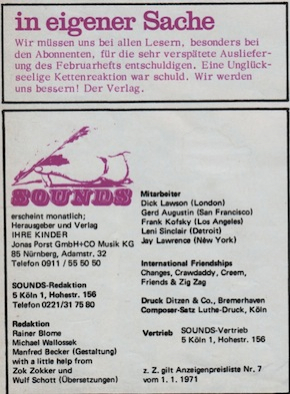 in eigener Sache
Wir müssen uns bei allen Lesern, besonders bei
den Abonnenten, für die sehr verspätete Ausliefer-
ung des Februarhefts entschuldigen. Eine Unglück-
seelige Kettenreaktion war schuld. Wir werden
uns bessern! Der Verlag.
SOUNDS
erscheint monatlich;
Herausgeber und Verlag
IHRE KINDER
Jonas Porst GmbH+CO Musik KG
85 Nürnberg, Adamstr. 32
Telefon 0911 / 55 50 50
SOUNDS-Redaktion
5 Köln 1, Hohestr. 156
Telefon 0221/31 75 80
Redaktion
Rainer Blome
Michael Wallossek
Manfred Becker (Gestaltung)
with a little help from
Zok Zokker und
Wulf Schott (Übersetzungen)
Mitarbeiter
Dick Lawson (London)
Gerd Augustin (San Francisco)
Frank Kofsky (Los Angeles)
Leni Sinclair (Detroit)
Jay Lawrence (New York)
International Friendships
Changes, Crawdaddy, Creem,
Friends & Zig Zag
Druck Ditzen & Co., Bremerhaven
Composer-Satz Luthe-Druck, Köln
Vertrieb SOUNDS-Vertrieb
5 Köln 1, Hohestr. 156
z. Z. gilt Anzeigenpreisliste Nr. 7
vom 1. 1. 1971